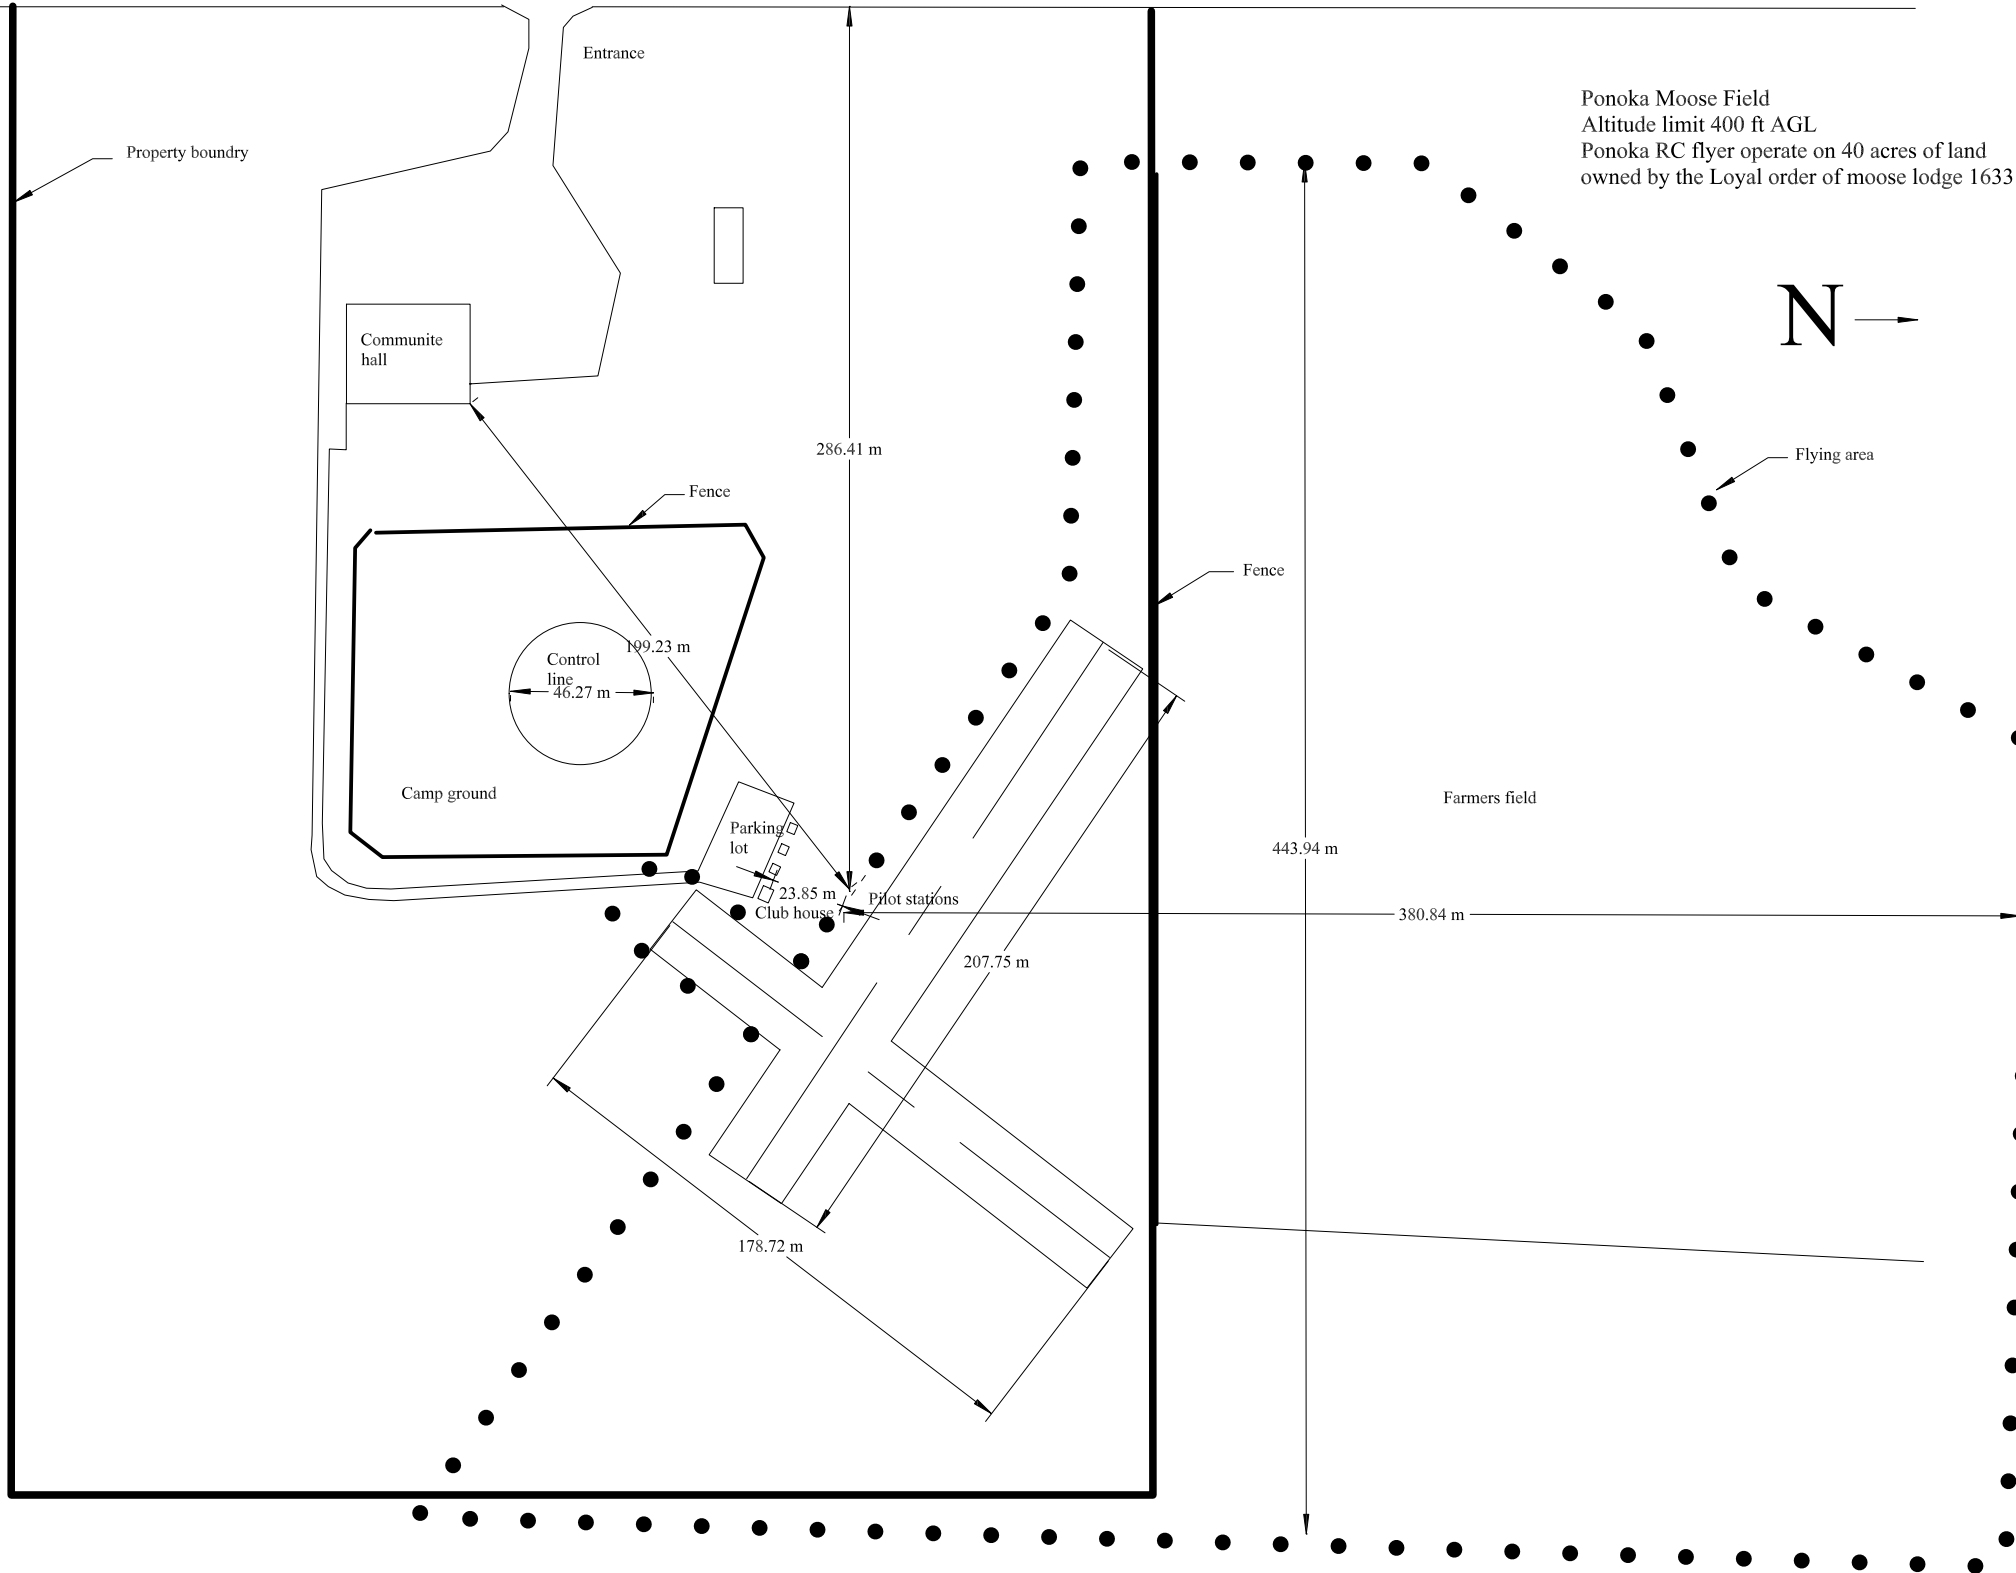 Entrance
Ponoka Moose Field
Altitude limit 400 ft AGL
Ponoka RC flyer operate on 40 acres of land
owned by the Loyal order of moose lodge 1633
Property boundry
N
Communite
hall
286.41 m
Flying area
Fence
Fence
199.23 m
Control
line
46.27 m
Camp ground
Farmers field
Parking
lot
443.94 m
23.85 m
Pilot stations
Club house
380.84 m
207.75 m
178.72 m